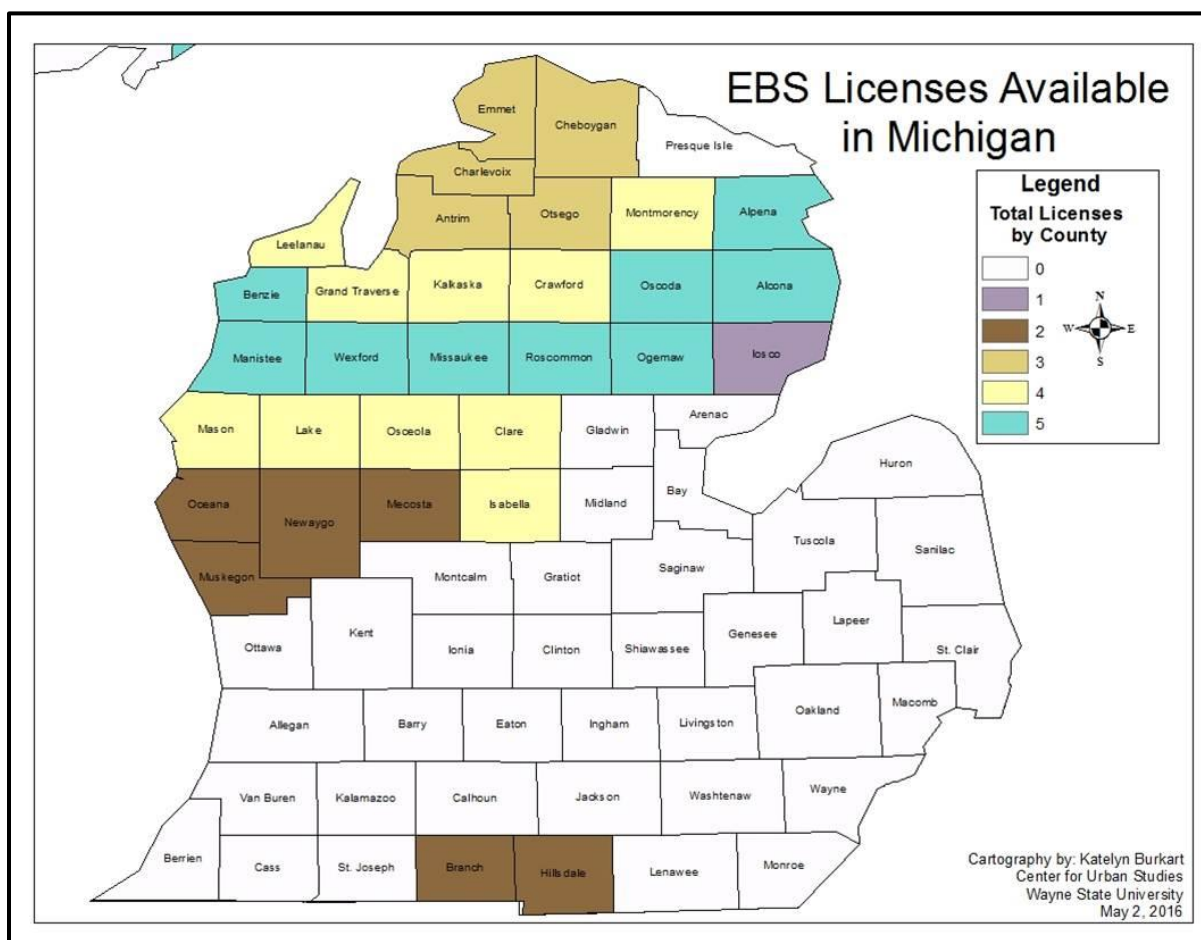 EBS Licenses Available
in Michigan
Legend
Total Licenses
by County
0
1
2
3
4
5
N
W E
S
Emmet
Cheboygan
Presque Isle
Charlevoix
Antrim
Otsego
Montmorency
Alpena
Leelanau
Benzie
Grand Traverse
Kalkaska
Crawford
Oscoda
Alcona
Manistee
Wexford
Missaukee
Roscommon
Ogemaw
Iosco
Mason
Lake
Osceola
Clare
Gladwin
Arenac
Huron
Oceana
Newaygo
Mecosta
Isabella
Midland
Bay
Tuscola
Sanilac
Muskegon
Montcalm
Gratiot
Saginaw
Ottawa
Kent
Ionia
Clinton
Shiawassee
Genesee
Lapeer
St. Clair
Allegan
Barry
Eaton
Ingham
Livingston
Oakland
Macomb
Van Buren
Kalamazoo
Calhoun
Jackson
Washtenaw
Wayne
Berrien
Cass
St. Joseph
Branch
Hillsdale
Lenawee
Monroe
Cartography by: Katelyn Burkart
Center for Urban Studies
Wayne State University
May 2, 2016